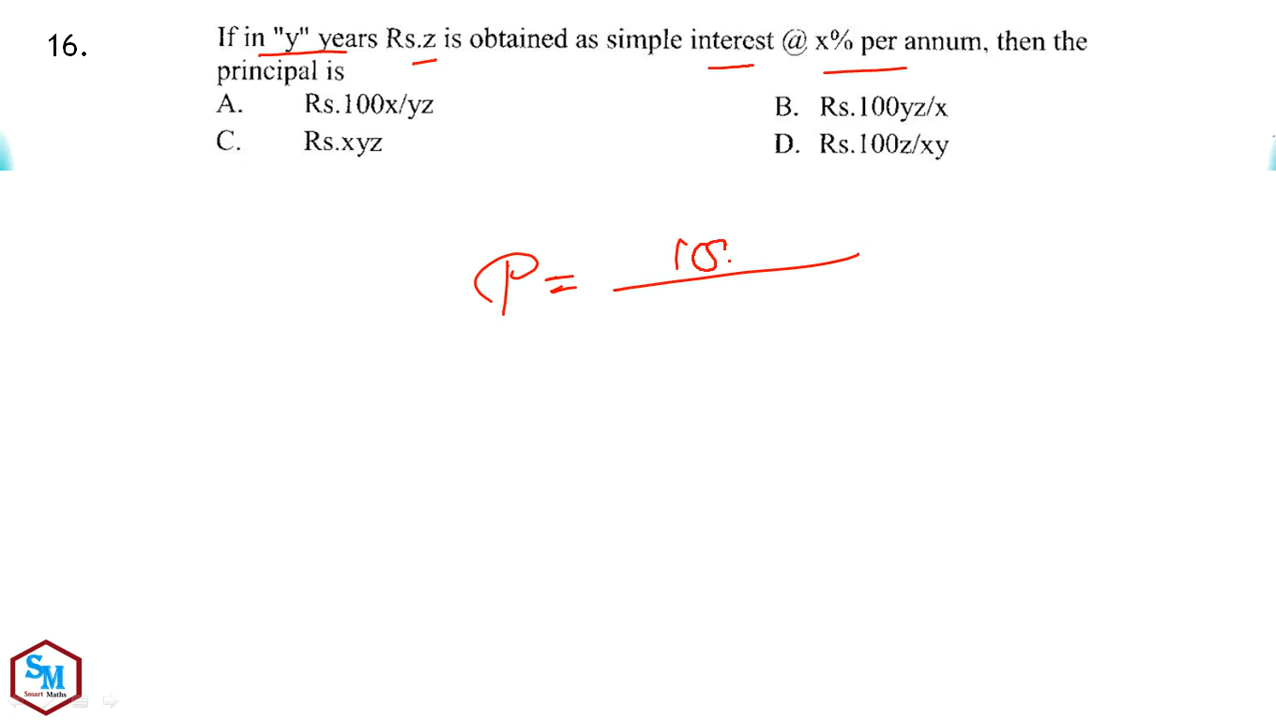 16.
If in "y" years Rs.z is obtained as simple interest @ x% per annum, then the
principal is
A. Rs.100x/yz B. Rs.100yz/x
C. Rs.xyz D. Rs.100z/xy
P = 10
SM
Smart Maths